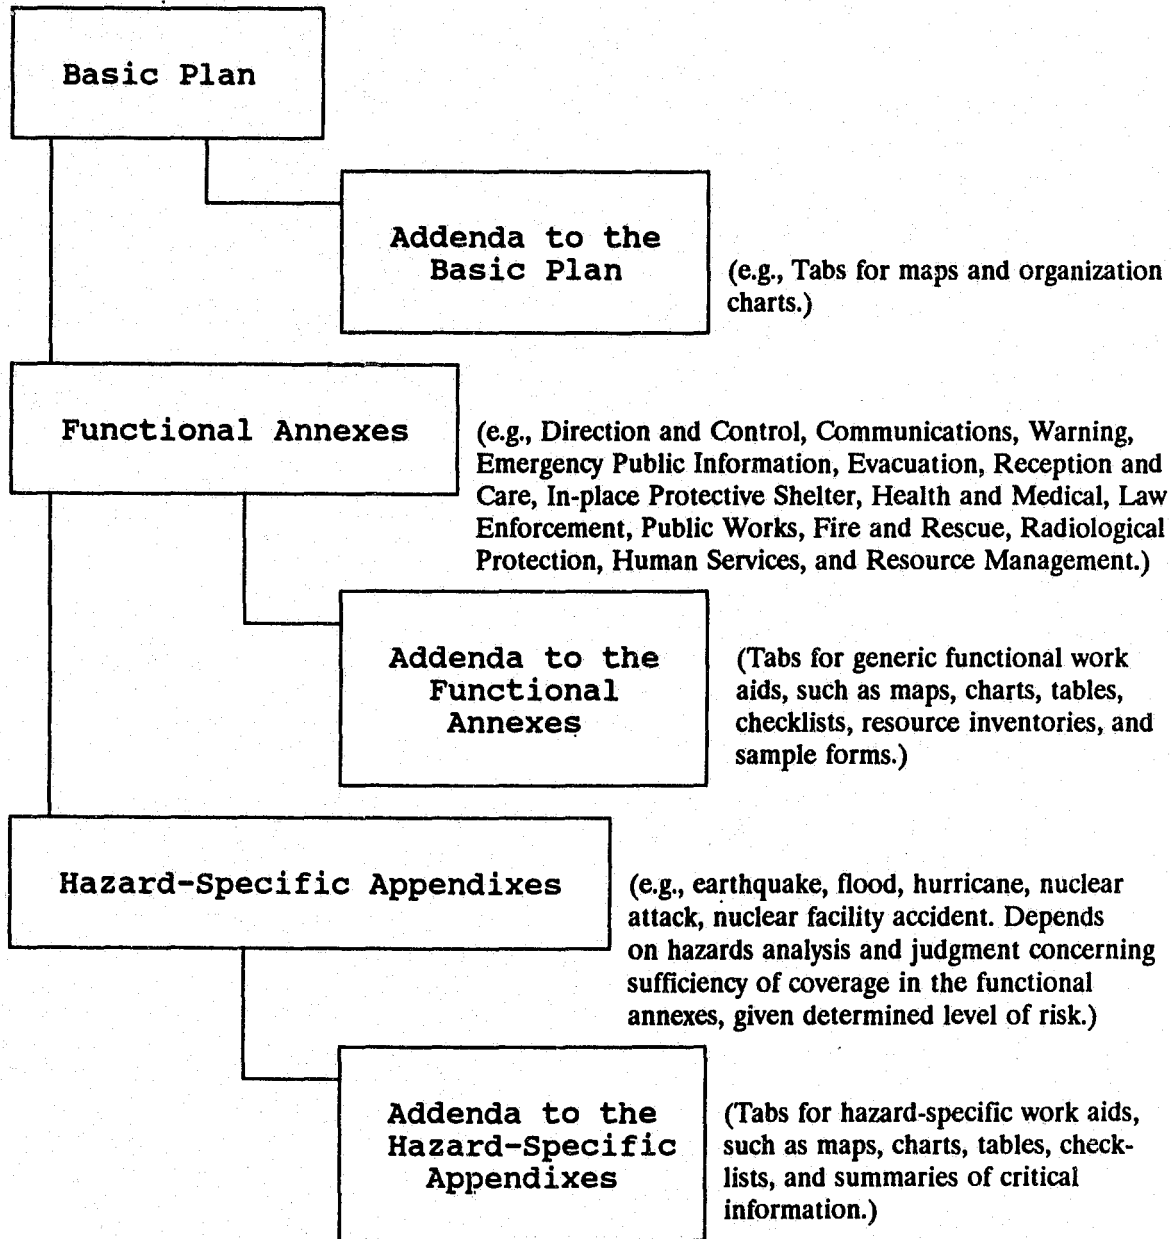 Basic Plan
Addenda to the
Basic Plan
(e.g., Tabs for maps and organization
charts.)
Functional Annexes
(e.g., Direction and Control, Communications, Warning,
Emergency Public Information, Evacuation, Reception and
Care, In-place Protective Shelter, Health and Medical, Law
Enforcement, Public Works, Fire and Rescue, Radiological
Protection, Human Services, and Resource Management.)
Addenda to the
Functional
Annexes
(Tabs for generic functional work
aids, such as maps, charts, tables,
checklists, resource inventories, and
sample forms.)
Hazard-Specific Appendixes
(e.g., earthquake, flood, hurricane, nuclear
attack, nuclear facility accident. Depends
on hazards analysis and judgment concerning
sufficiency of coverage in the functional
annexes, given determined level of risk.)
Addenda to the
Hazard-Specific
Appendixes
(Tabs for hazard-specific work aids,
such as maps, charts, tables, check-
lists, and summaries of critical
information.)